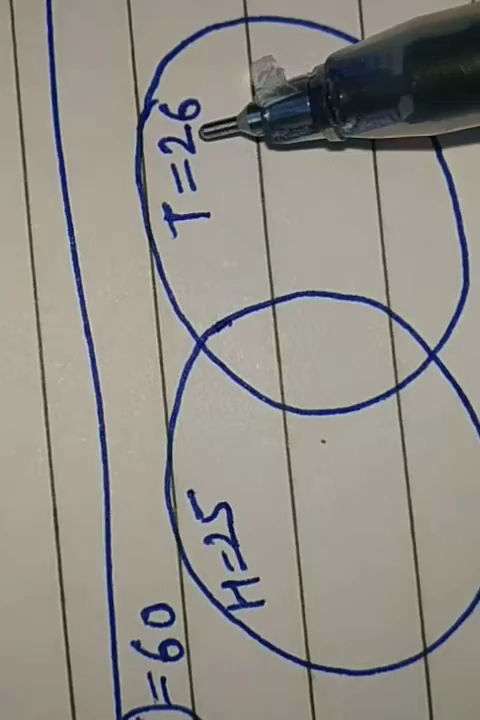 = 60
H = 25
T = 26